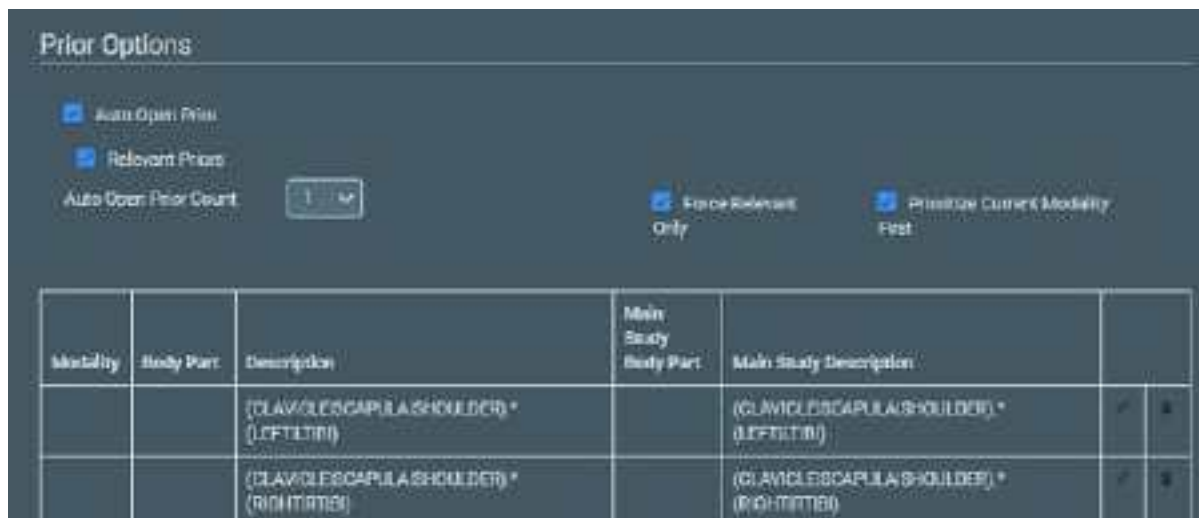 Prior Options
Auto Open Prior
Relevant Priors
Auto Open Prior Count
1
Force Relevant
Only
Prioritize Current Modality
First
Modality
Body Part
Description
Main
Study
Body Part
Main Study Description
(CLAVICLE|SCAPULA|SHOULDER).*
(LEFT|LT|BI)
(CLAVICLE|SCAPULA|SHOULDER).*
(LEFT|LT|BI)
(CLAVICLE|SCAPULA|SHOULDER).*
(RIGHT|RT|BI)
(CLAVICLE|SCAPULA|SHOULDER).*
(RIGHT|RT|BI)